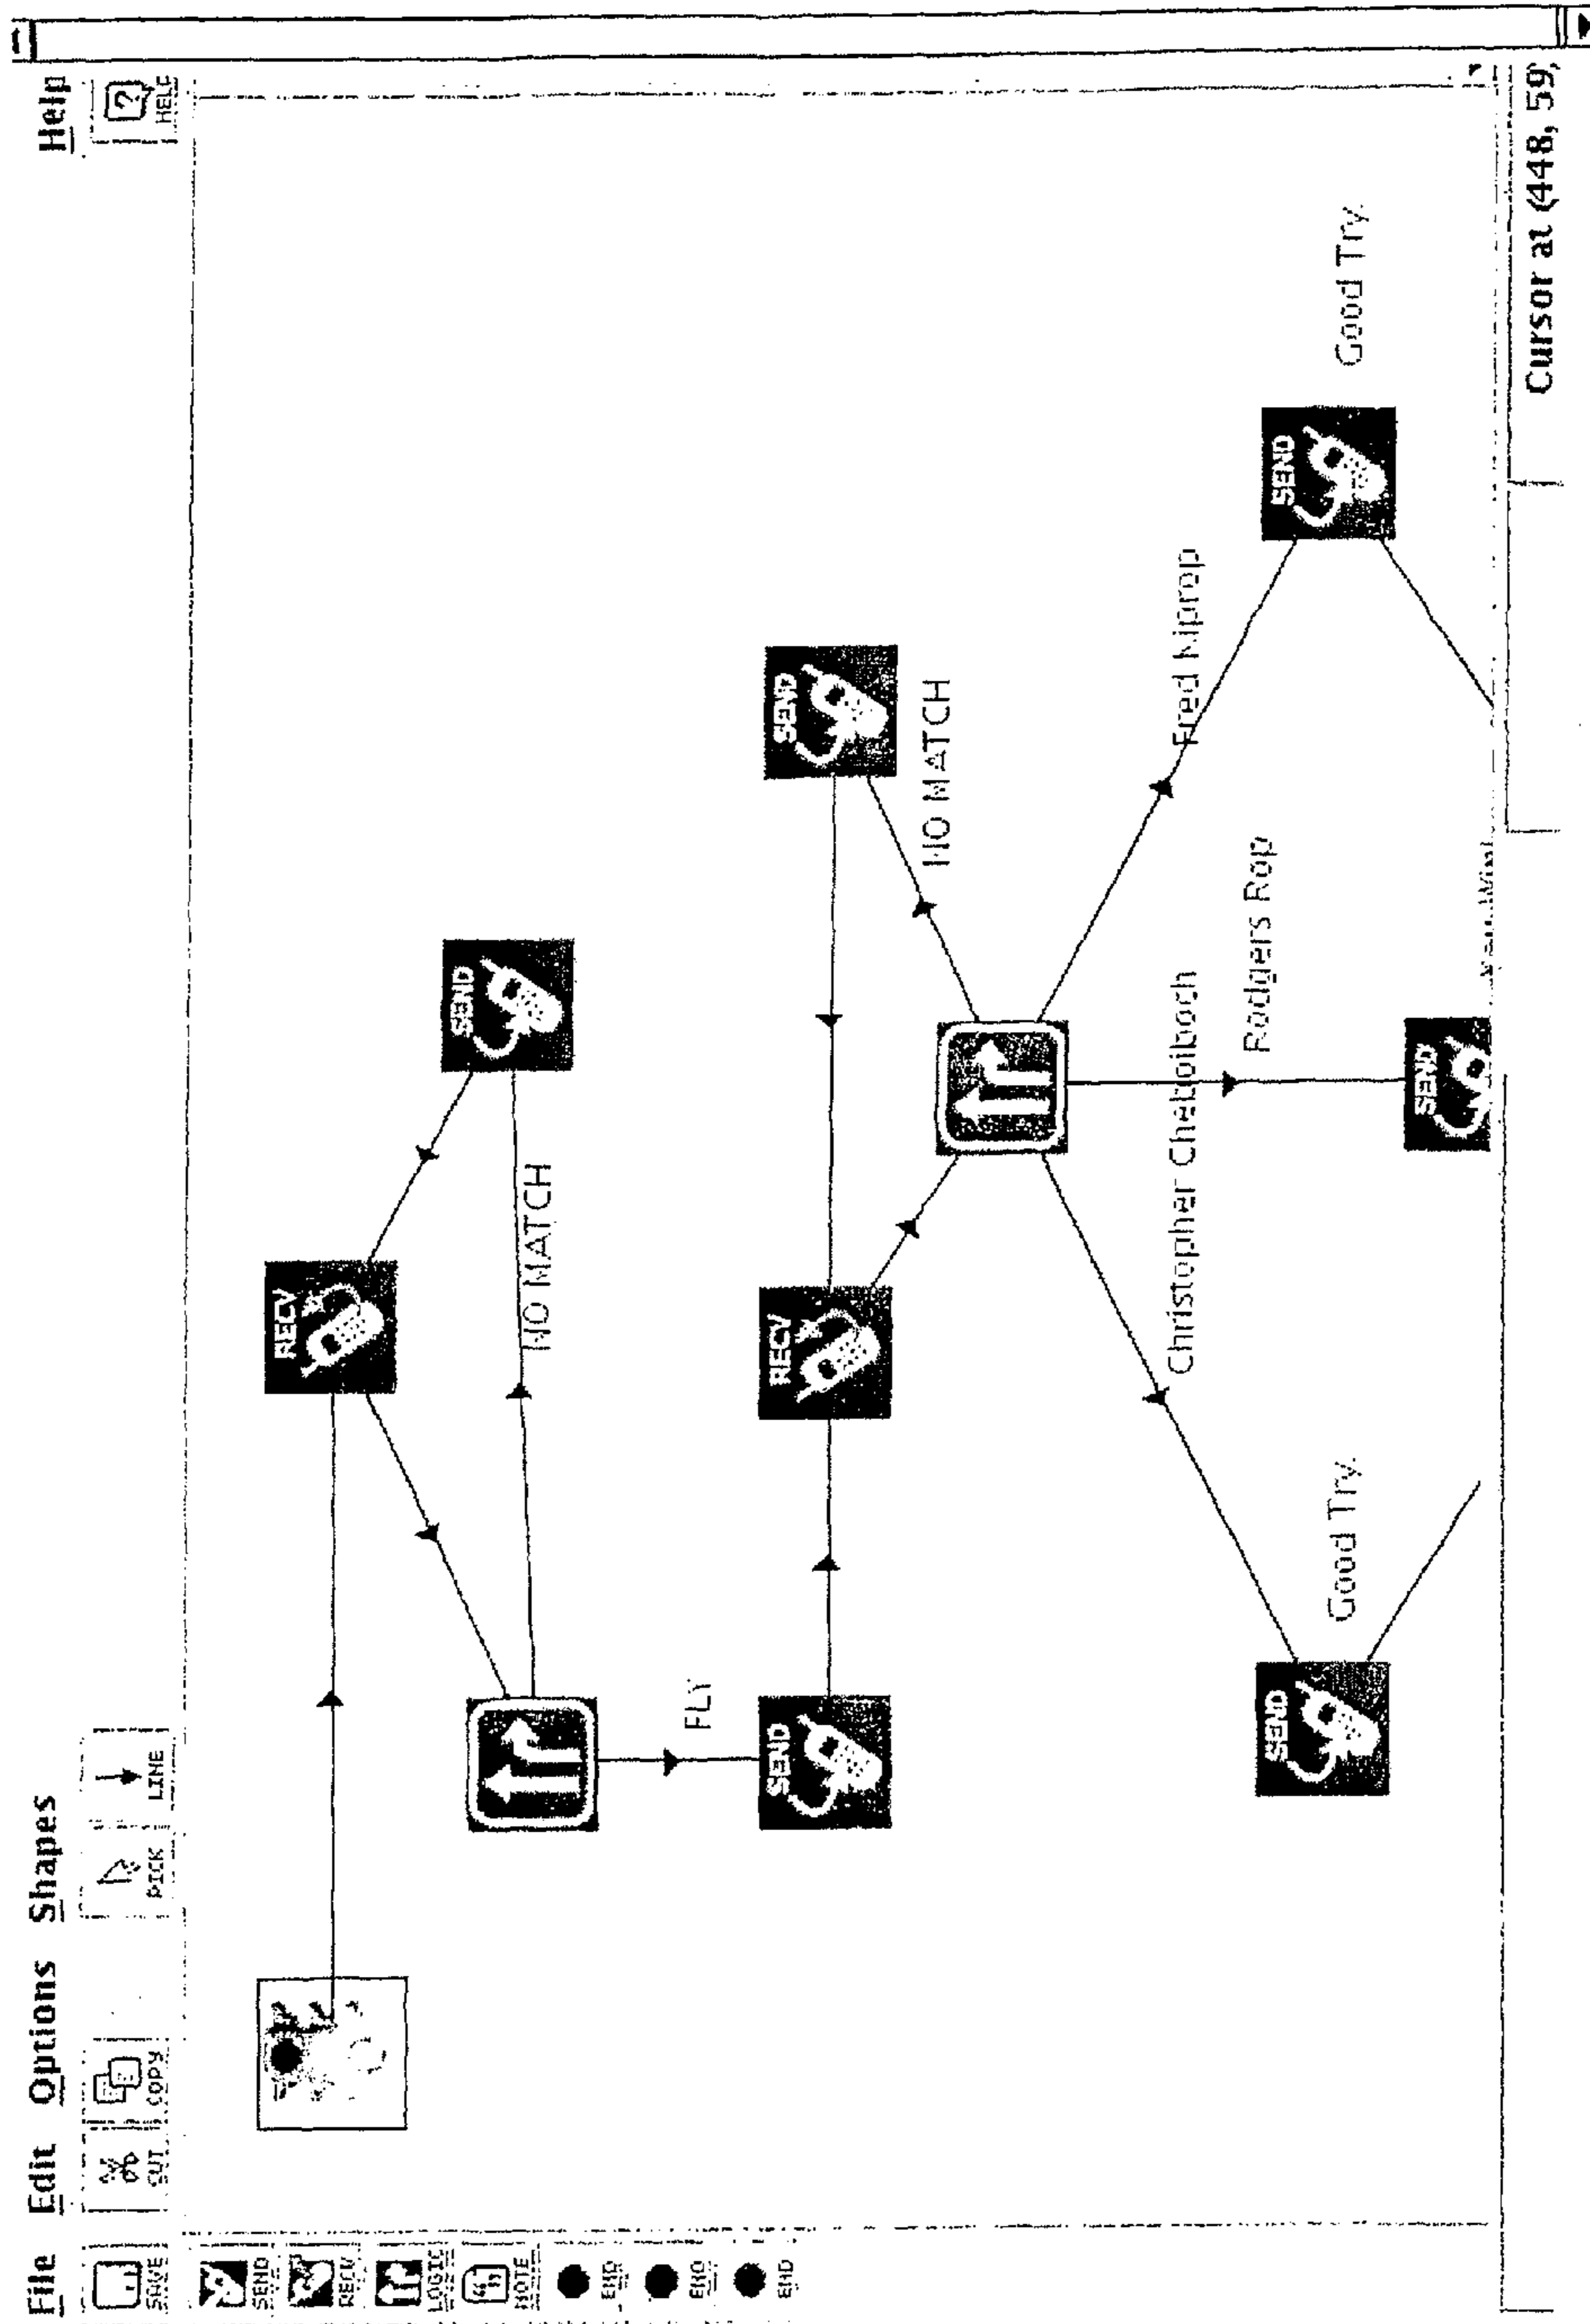 File Edit Options Shapes Help
SAVE CUT COPY PICK LINE HELP
SEND
RECV
LOGIC
NOTE
END
END
END
RECV
SEND
NO MATCH
FLY
SEND
RECV
SEND
NO MATCH
Christopher Cheboiboch
Rodgers Rop
Fred Kiprop
SEND
Good Try.
SEND
SEND
Good Try.
Cursor at (448, 59)